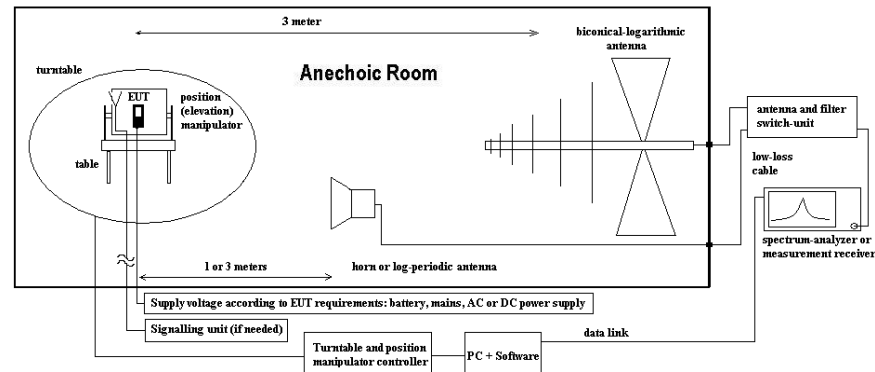 3 meter
biconical-logarithmic
antenna
turntable
Anechoic Room
EUT
position
(elevation)
manipulator
antenna and filter
switch-unit
table
low-loss
cable
spectrum-analyzer or
measurement receiver
1 or 3 meters
horn or log-periodic antenna
Supply voltage according to EUT requirements: battery, mains, AC or DC power supply
Signalling unit (if needed)
data link
Turntable and position
manipulator controller
PC + Software